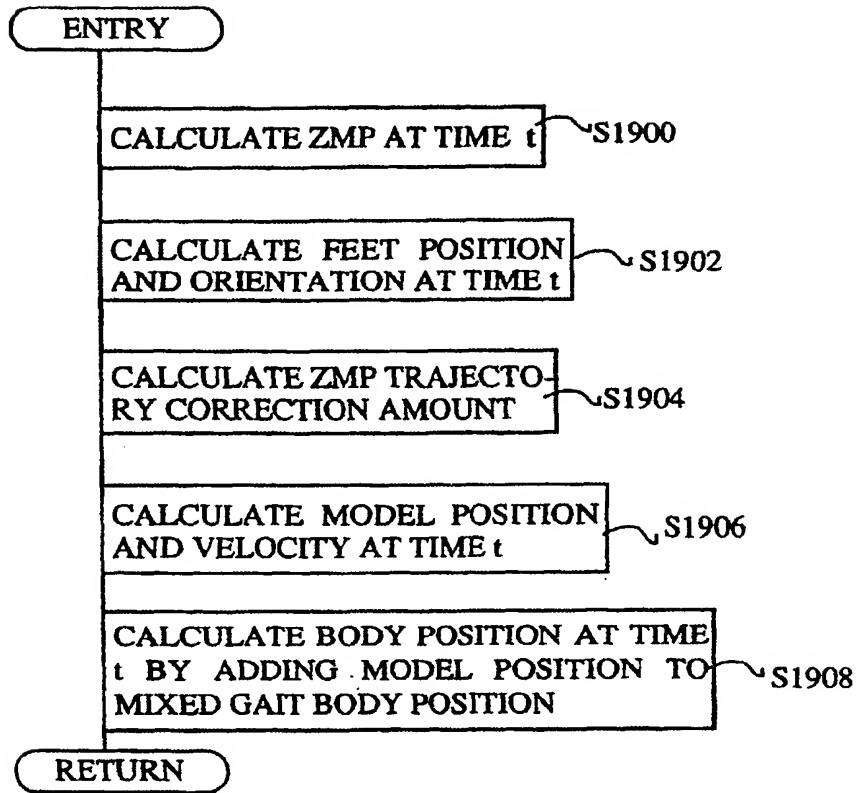 ENTRY
CALCULATE ZMP AT TIME t
S1900
CALCULATE FEET POSITION
AND ORIENTATION AT TIME t
S1902
CALCULATE ZMP TRAJECTO-
RY CORRECTION AMOUNT
S1904
CALCULATE MODEL POSITION
AND VELOCITY AT TIME t
S1906
CALCULATE BODY POSITION AT TIME
t BY ADDING MODEL POSITION TO
MIXED GAIT BODY POSITION
S1908
RETURN